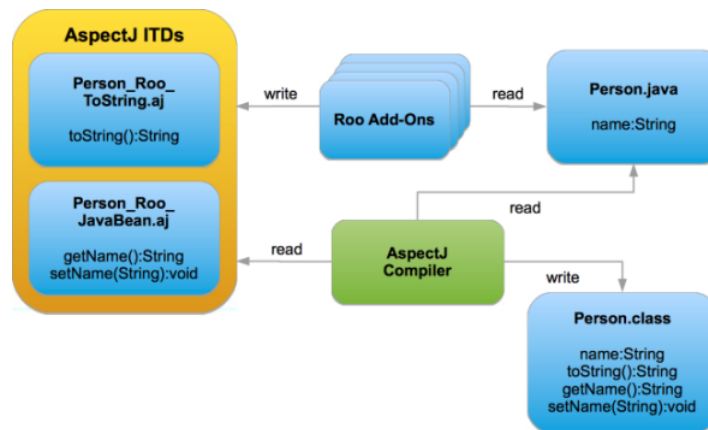 AspectJ ITDs
Person_Roo_
ToString.aj
toString():String
Person_Roo_
JavaBean.aj
getName():String
setName(String):void
write
Roo Add-Ons
read
Person.java
name:String
read
read
AspectJ
Compiler
write
Person.class
name:String
toString():String
getName():String
setName(String):void